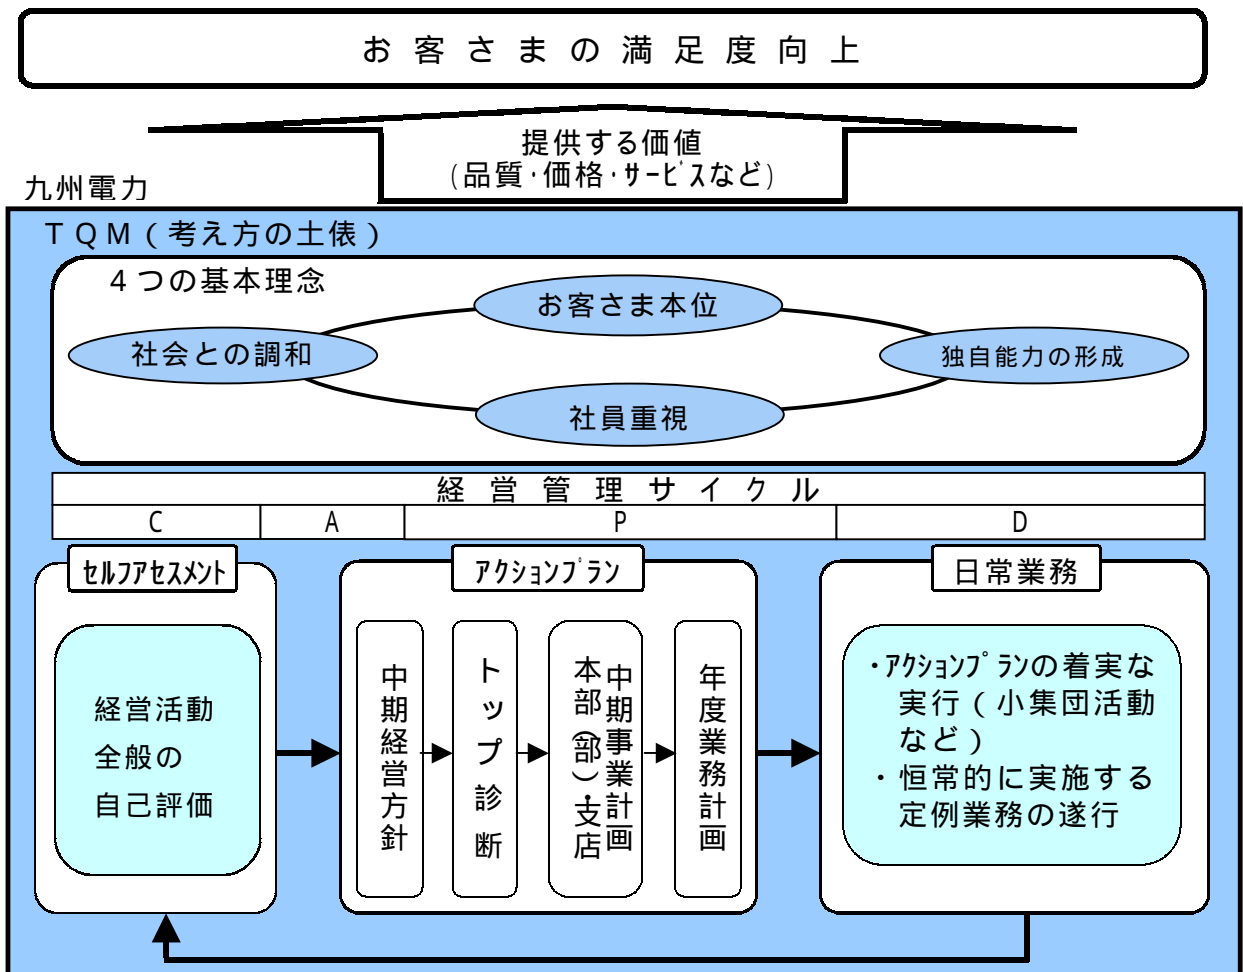 お客さまの満足度向上
提供する価値
(品質･価格･ｻｰﾋﾞｽなど)
九州電力
ＴＱＭ（考え方の土俵）
４つの基本理念
お客さま本位
社会との調和
独自能力の形成
社員重視
経営管理サイクル
C
A
P
D
ｾﾙﾌｱｾｽﾒﾝﾄ
ｱｸｼｮﾝﾌﾟﾗﾝ
日常業務
経営活動
全般の
自己評価
中期経営方針
トップ診断
中期事業計画
本部(部)・支店
年度業務計画
・ｱｸｼｮﾝﾌﾟﾗﾝの着実な
実行（小集団活動
など）
・恒常的に実施する
定例業務の遂行